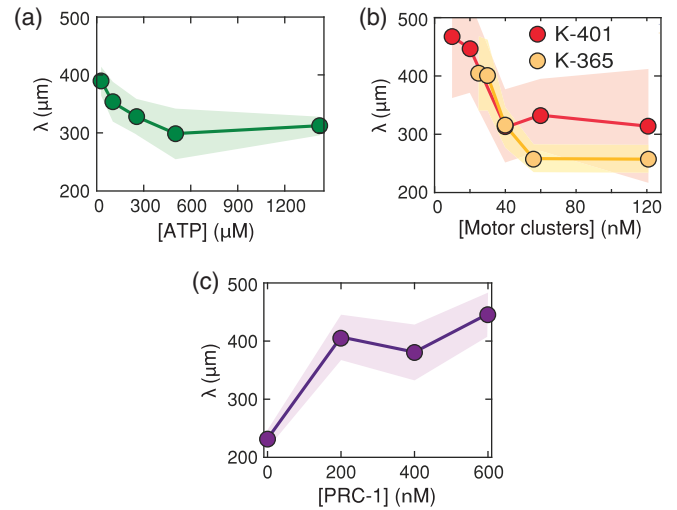 (a)
500
400
300
200
λ (μm)
0 300 600 900 1200
[ATP] (μM)
(b)
500
400
300
200
λ (μm)
K-401
K-365
0 40 80 120
[Motor clusters] (nM)
(c)
500
400
300
200
λ (μm)
0 200 400 600
[PRC-1] (nM)